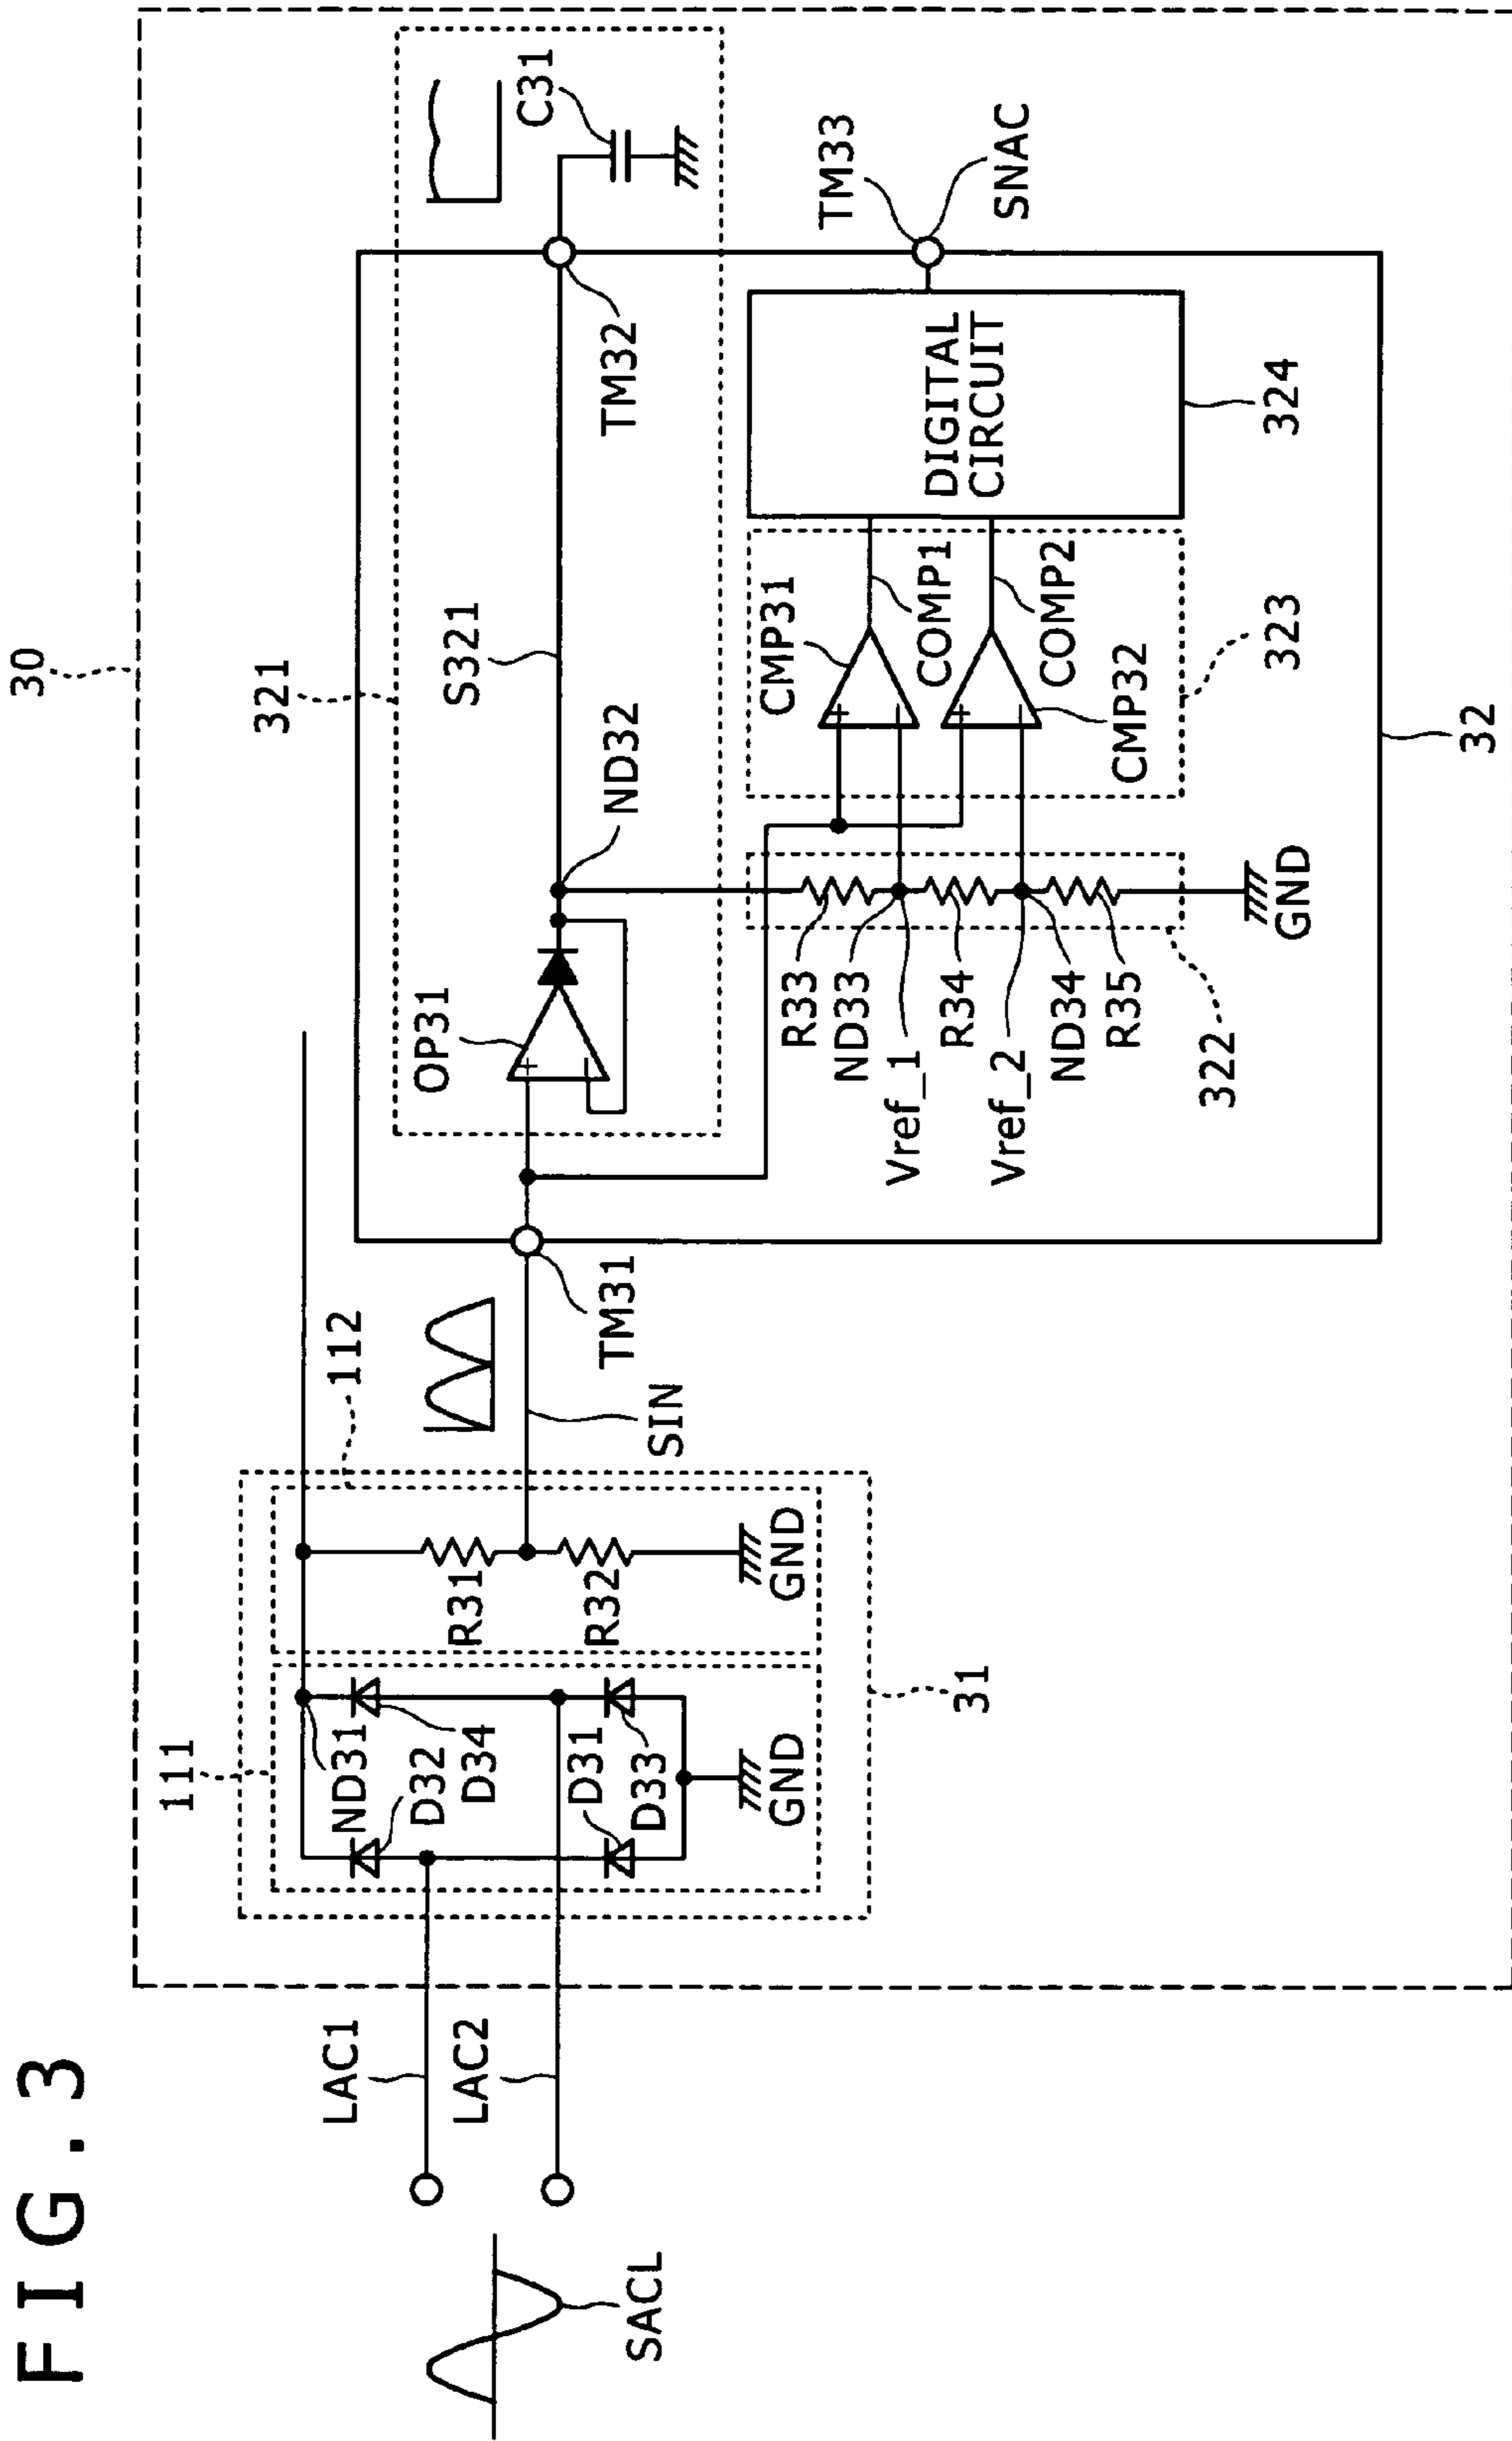 FIG. 3
30
SACL
LAC1
LAC2
31
111
ND31
D32
D34
D31
D33
GND
112
R31
R32
GND
SIN
TM31
321
OP31
S321
ND32
TM32
C31
322
R33
ND33
Vref_1
R34
Vref_2
ND34
R35
GND
323
CMP31
COMP1
COMP2
CMP32
DIGITAL
CIRCUIT
324
TM33
SNAC
32